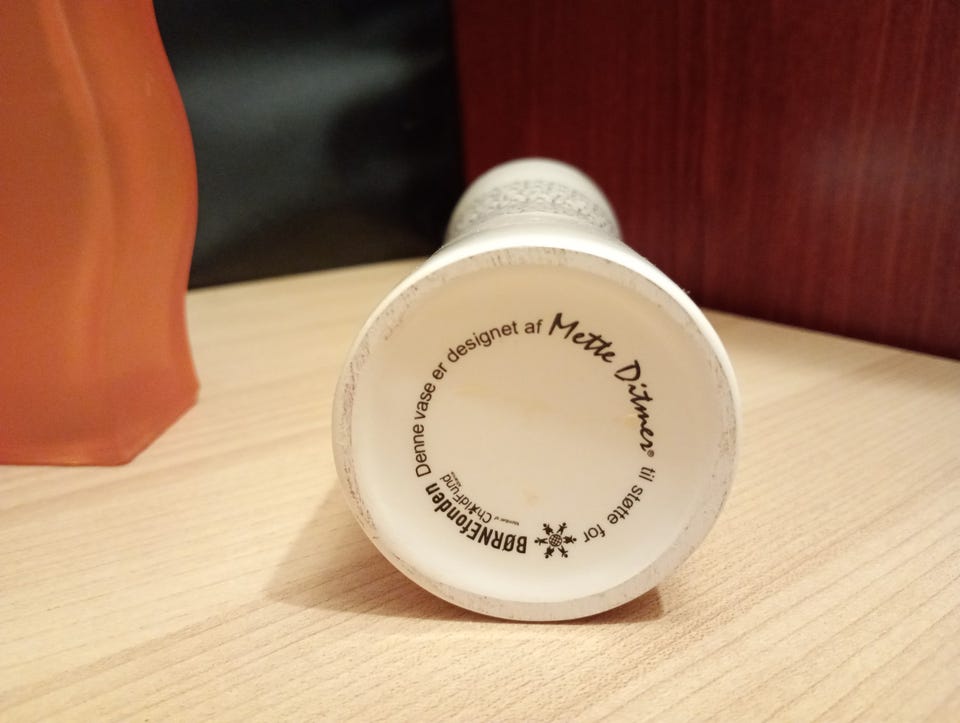 Denne vase er designet af Mette Ditmer® til støtte for
BØRNEfonden
Member of ChildFund